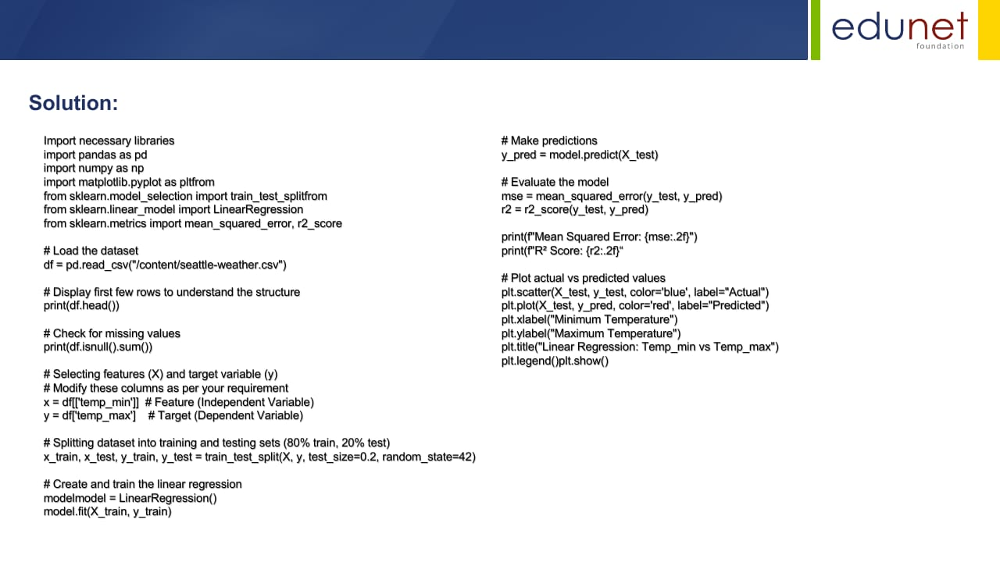 edunet
foundation
Solution:
Import necessary libraries
import pandas as pd
import numpy as np
import matplotlib.pyplot as pltfrom
from sklearn.model_selection import train_test_splitfrom
from sklearn.linear_model import LinearRegression
from sklearn.metrics import mean_squared_error, r2_score
# Load the dataset
df = pd.read_csv("/content/seattle-weather.csv")
# Display first few rows to understand the structure
print(df.head())
# Check for missing values
print(df.isnull().sum())
# Selecting features (X) and target variable (y)
# Modify these columns as per your requirement
x = df[['temp_min']]  # Feature (Independent Variable)
y = df['temp_max']    # Target (Dependent Variable)
# Splitting dataset into training and testing sets (80% train, 20% test)
x_train, x_test, y_train, y_test = train_test_split(X, y, test_size=0.2, random_state=42)
# Create and train the linear regression
modelmodel = LinearRegression()
model.fit(X_train, y_train)
# Make predictions
y_pred = model.predict(X_test)
# Evaluate the model
mse = mean_squared_error(y_test, y_pred)
r2 = r2_score(y_test, y_pred)
print(f"Mean Squared Error: {mse:.2f}")
print(f"R² Score: {r2:.2f}“
# Plot actual vs predicted values
plt.scatter(X_test, y_test, color='blue', label="Actual")
plt.plot(X_test, y_pred, color='red', label="Predicted")
plt.xlabel("Minimum Temperature")
plt.ylabel("Maximum Temperature")
plt.title("Linear Regression: Temp_min vs Temp_max")
plt.legend()plt.show()